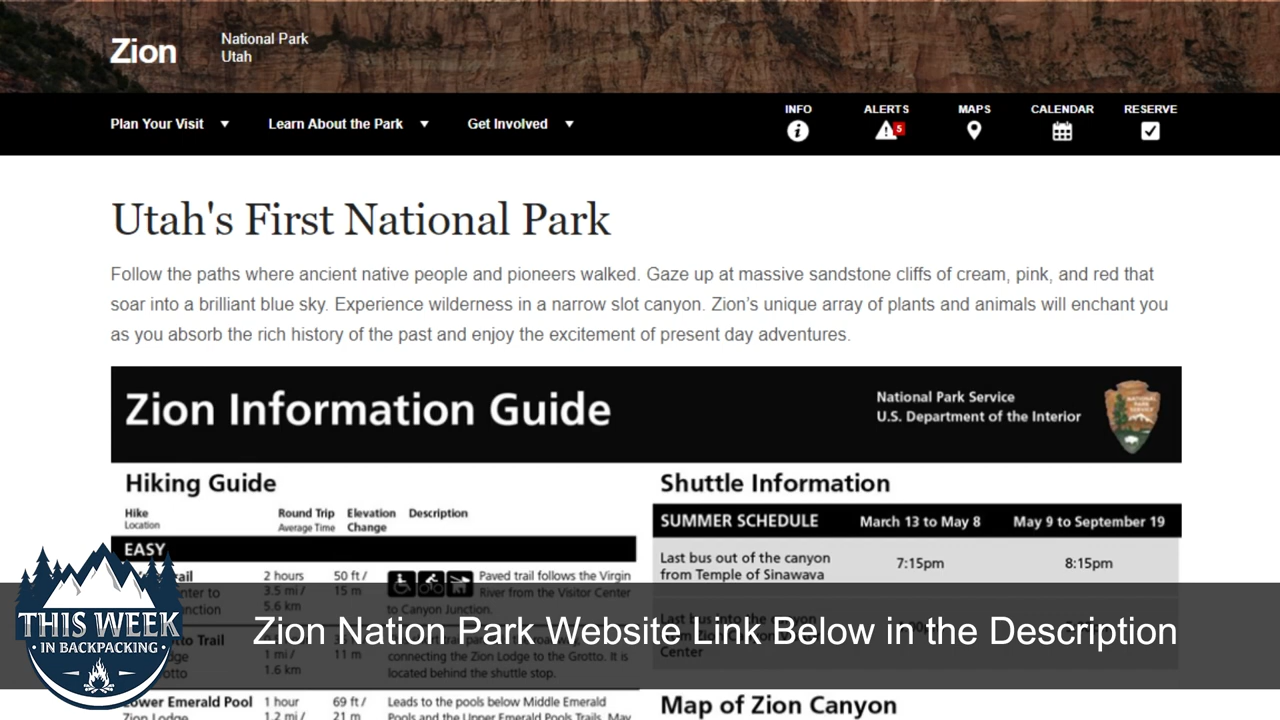 Zion
National Park
Utah
Plan Your Visit
Learn About the Park
Get Involved
INFO
ALERTS
5
MAPS
CALENDAR
RESERVE
Utah's First National Park
Follow the paths where ancient native people and pioneers walked. Gaze up at massive sandstone cliffs of cream, pink, and red that
soar into a brilliant blue sky. Experience wilderness in a narrow slot canyon. Zion’s unique array of plants and animals will enchant you
as you absorb the rich history of the past and enjoy the excitement of present day adventures.
Zion Information Guide
National Park Service
U.S. Department of the Interior
NATIONAL
PARK
SERVICE
Hiking Guide
Hike
Location
Round Trip
Average Time
Elevation
Change
Description
EASY
2 hours
3.5 mi /
5.6 km
50 ft /
15 m
Paved trail follows the Virgin
River from the Visitor Center
to Canyon Junction.
Trail
1 mi /
1.6 km
11 m
connecting the Zion Lodge to the Grotto. It is
located behind the shuttle stop.
Lower Emerald Pool
Zion Lodge
1 hour
1.2 mi /
69 ft /
21 m
Leads to the pools below Middle Emerald
Pools and the Upper Emerald Pools Trails. May
Shuttle Information
SUMMER SCHEDULE
March 13 to May 8
May 9 to September 19
Last bus out of the canyon
from Temple of Sinawava
7:15pm
8:15pm
Last bus into the canyon
Center
Map of Zion Canyon
THIS WEEK
IN BACKPACKING
Zion Nation Park Website Link Below in the Description